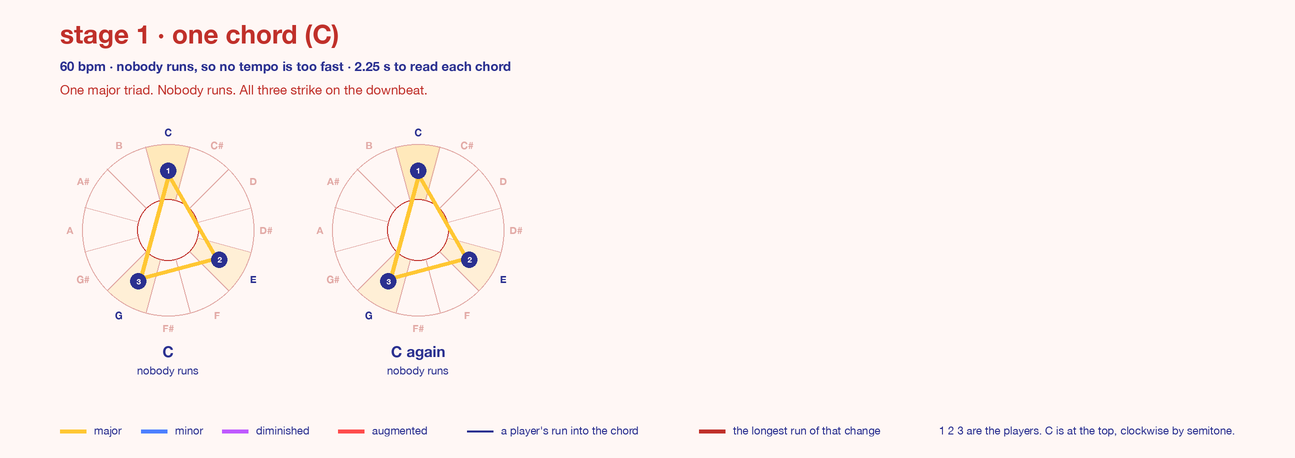 stage 1 · one chord (C)
60 bpm · nobody runs, so no tempo is too fast · 2.25 s to read each chord
One major triad. Nobody runs. All three strike on the downbeat.
C
B
C#
A#
D
A
D#
G#
E
G
F
F#
1
2
3
C
nobody runs
C
B
C#
A#
D
A
D#
G#
E
G
F
F#
1
2
3
C again
nobody runs
major
minor
diminished
augmented
a player's run into the chord
the longest run of that change
1 2 3 are the players. C is at the top, clockwise by semitone.